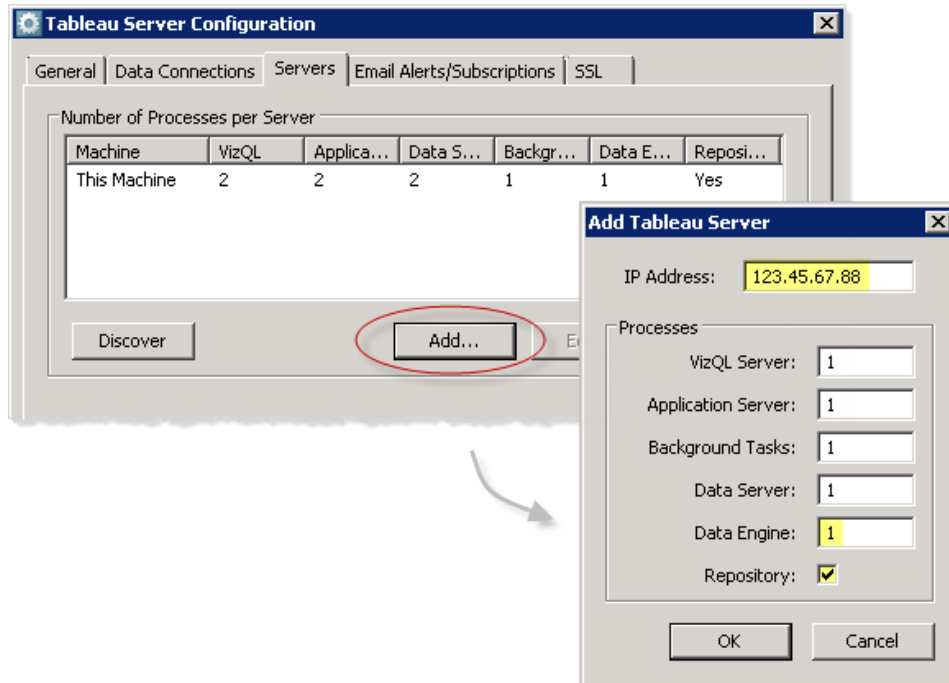 Tableau Server Configuration
General Data Connections Servers Email Alerts/Subscriptions SSL
Number of Processes per Server
Machine VizQL Applica... Data S... Backgr... Data E... Reposi...
This Machine 2 2 2 1 1 Yes
Discover Add...
Add Tableau Server
IP Address: 123.45.67.88
Processes
VizQL Server: 1
Application Server: 1
Background Tasks: 1
Data Server: 1
Data Engine: 1
Repository:
OK Cancel